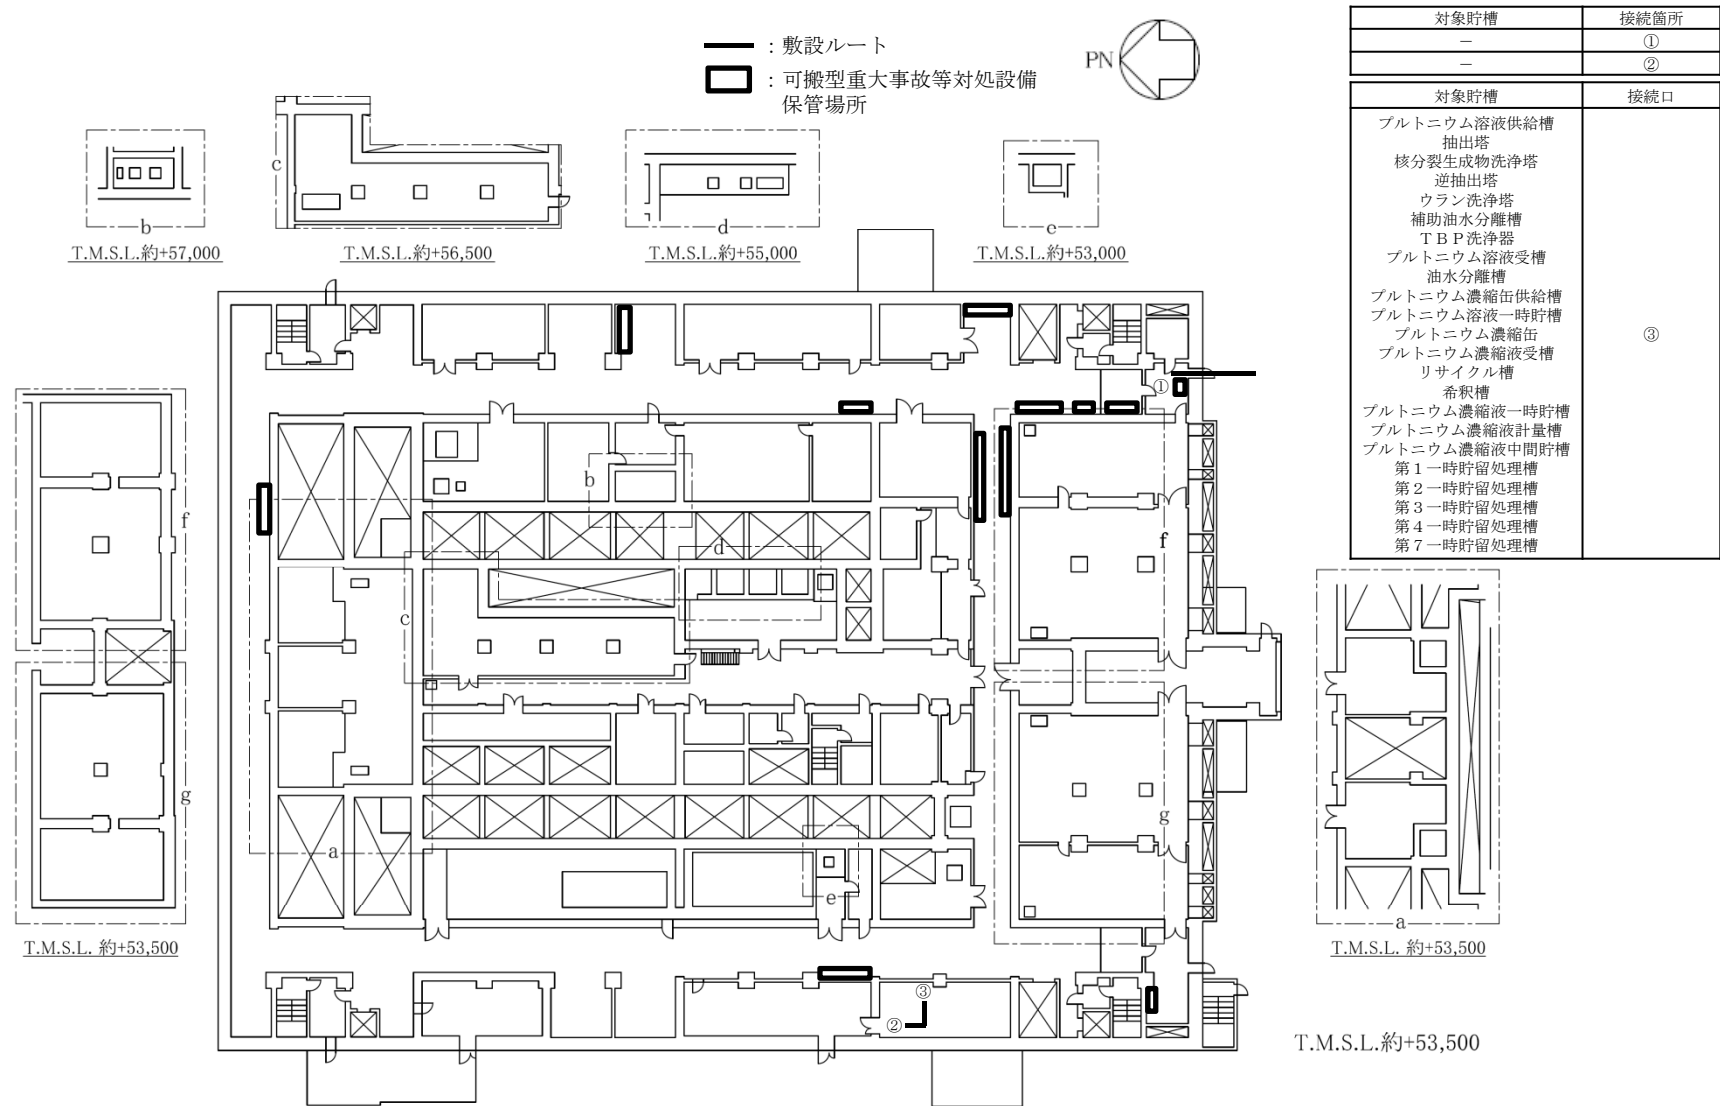 ：敷設ルート
：可搬型重大事故等対処設備
保管場所
PN
対象貯槽 接続箇所
－ ①
－ ②
対象貯槽 接続口
プルトニウム溶液供給槽
抽出塔
核分裂生成物洗浄塔
逆抽出塔
ウラン洗浄塔
補助油水分離槽
ＴＢＰ洗浄器
プルトニウム溶液受槽
油水分離槽
プルトニウム濃縮缶供給槽
プルトニウム溶液一時貯槽
プルトニウム濃縮缶
③
プルトニウム濃縮液受槽
リサイクル槽
希釈槽
プルトニウム濃縮液一時貯槽
プルトニウム濃縮液計量槽
プルトニウム濃縮液中間貯槽
第１一時貯留処理槽
第２一時貯留処理槽
第３一時貯留処理槽
第４一時貯留処理槽
第７一時貯留処理槽
b
T.M.S.L.約+57,000
c
T.M.S.L.約+56,500
d
T.M.S.L.約+55,000
e
T.M.S.L.約+53,000
f
g
T.M.S.L. 約+53,500
①
b
d
c
f
a
e
g
③
②
a
T.M.S.L. 約+53,500
T.M.S.L.約+53,500